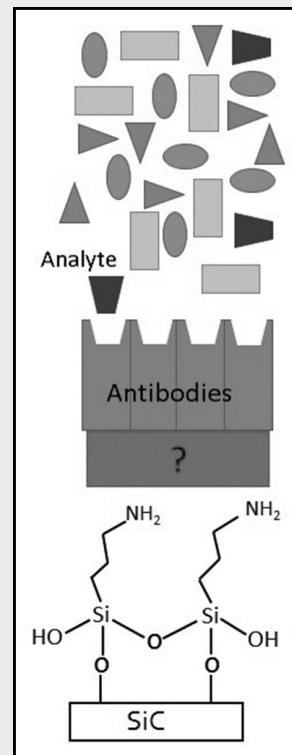 Analyte
Antibodies
?
NH2 NH2
Si Si
HO O OH
O O
SiC